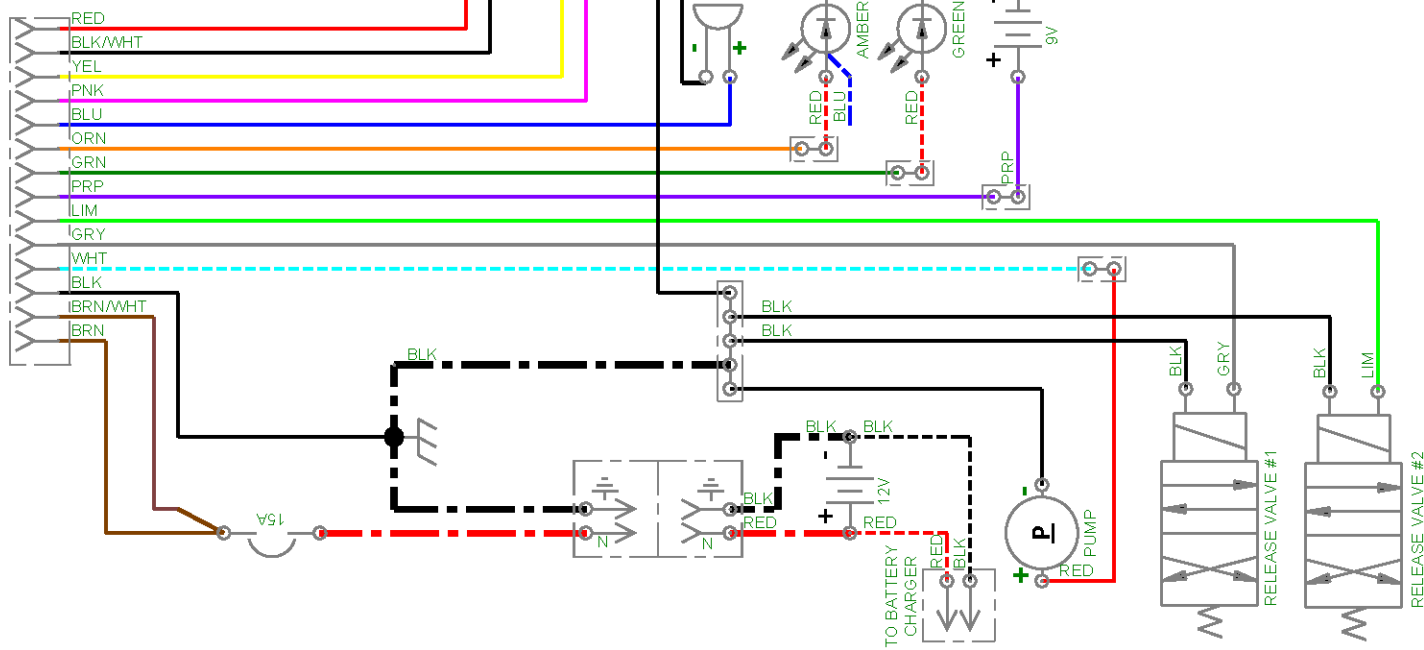 RED
BLK/WHT
YEL
PNK
BLU
ORN
GRN
PRP
LIM
GRY
WHT
BLK
BRN/WHT
BRN
-
+
AMBER
GREEN
+
9V
RED
BLU
RED
PRP
BLK
BLK
BLK
BLK
GRY
BLK
LIM
15A
N
N
BLK
RED
BLK
BLK
-
12V
+
RED
RED
BLK
TO BATTERY
CHARGER
-
P
+
PUMP
RED
RELEASE VALVE #1
RELEASE VALVE #2